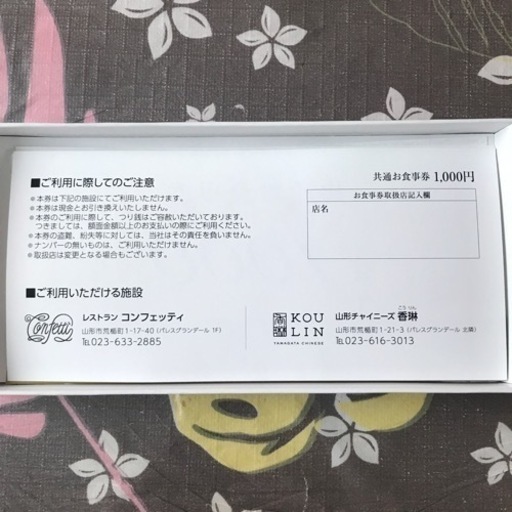 ■ご利用に際してのご注意
共通お食事券 1,000円
＊本券は下記の施設にてご利用いただけます。
＊本券は現金とお引き換えいたしません。
＊本券のご利用に際して、つり銭はご容赦いただいております。
つきましては、額面金額以上のお支払いの際にご利用ください。
＊本券の盗難、紛失等に対しては、当社はその責任を負いません。
＊ナンバーの無いものは、ご利用いただけません。
＊取扱店は変更となる場合もございます。
お食事券取扱店記入欄
店名
■ご利用いただける施設
Confetti
レストラン コンフェッティ
山形市荒楯町1-17-40 (パレスグランデール 1F)
TEL 023-633-2885
KOU
LIN
YAMAGATA CHINESE
こうりん
山形チャイニーズ 香琳
山形市荒楯町1-21-3 (パレスグランデール 北隣)
TEL 023-616-3013